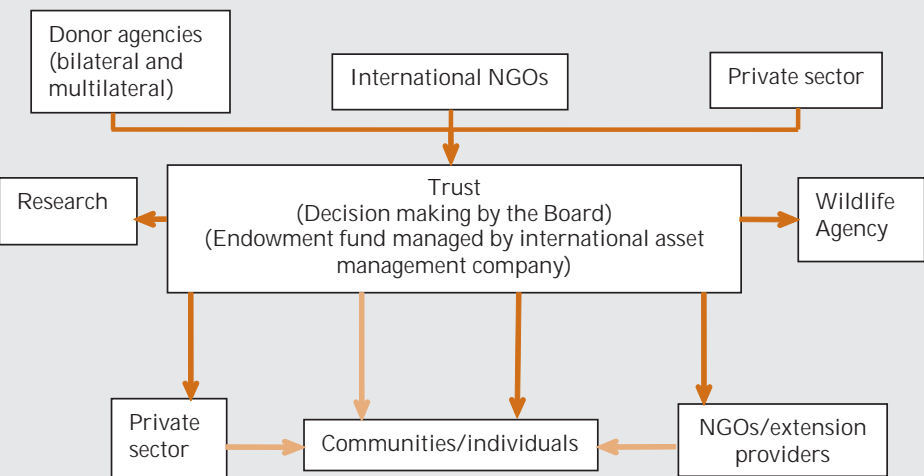 Donor agencies
(bilateral and
multilateral)
International NGOs
Private sector
Research
Trust
(Decision making by the Board)
(Endowment fund managed by international asset
management company)
Wildlife
Agency
Private
sector
Communities/individuals
NGOs/extension
providers